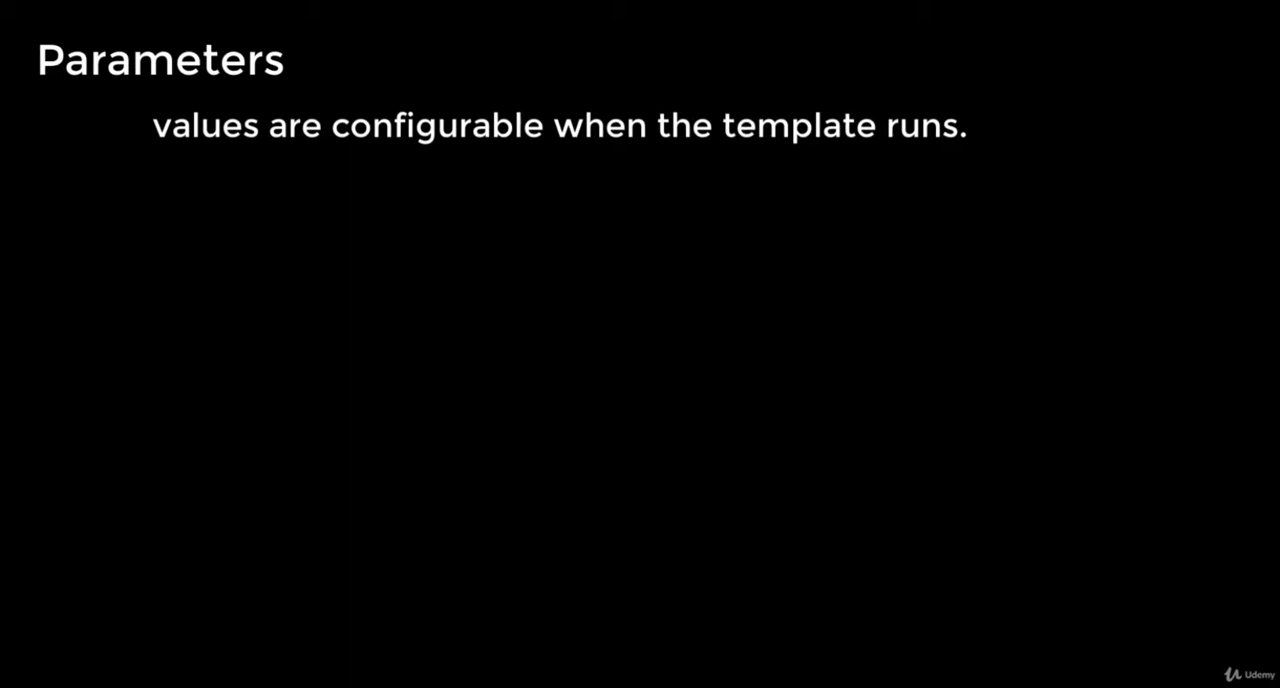 Parameters
values are configurable when the template runs.
Udemy